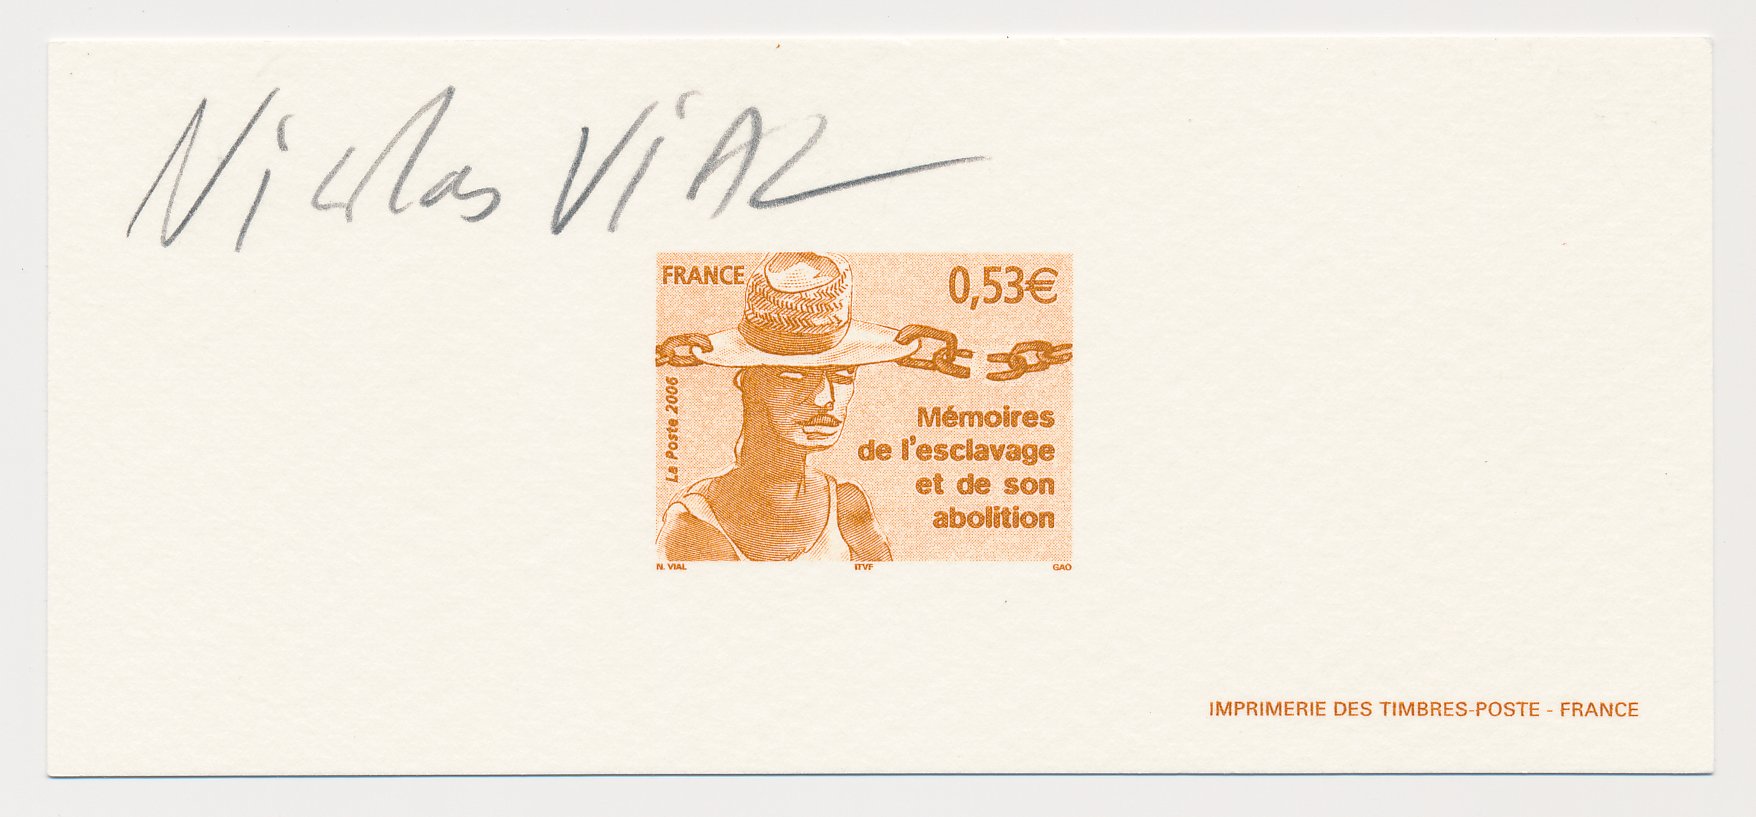 Nicolas ViAL
FRANCE
0,53€
La Poste 2006
Mémoires
de l'esclavage
et de son
abolition
N. VIAL
ITVF
GAO
IMPRIMERIE DES TIMBRES-POSTE - FRANCE